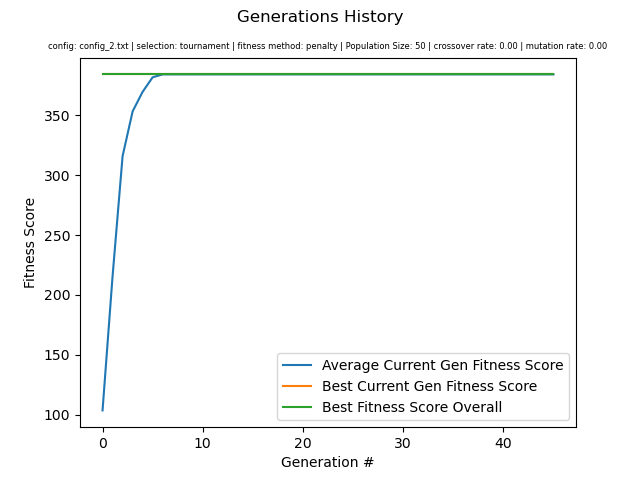 Generations History
config: config_2.txt | selection: tournament | fitness method: penalty | Population Size: 50 | crossover rate: 0.00 | mutation rate: 0.00
350
300
250
200
150
100
Fitness Score
Average Current Gen Fitness Score
Best Current Gen Fitness Score
Best Fitness Score Overall
0 10 20 30 40
Generation #